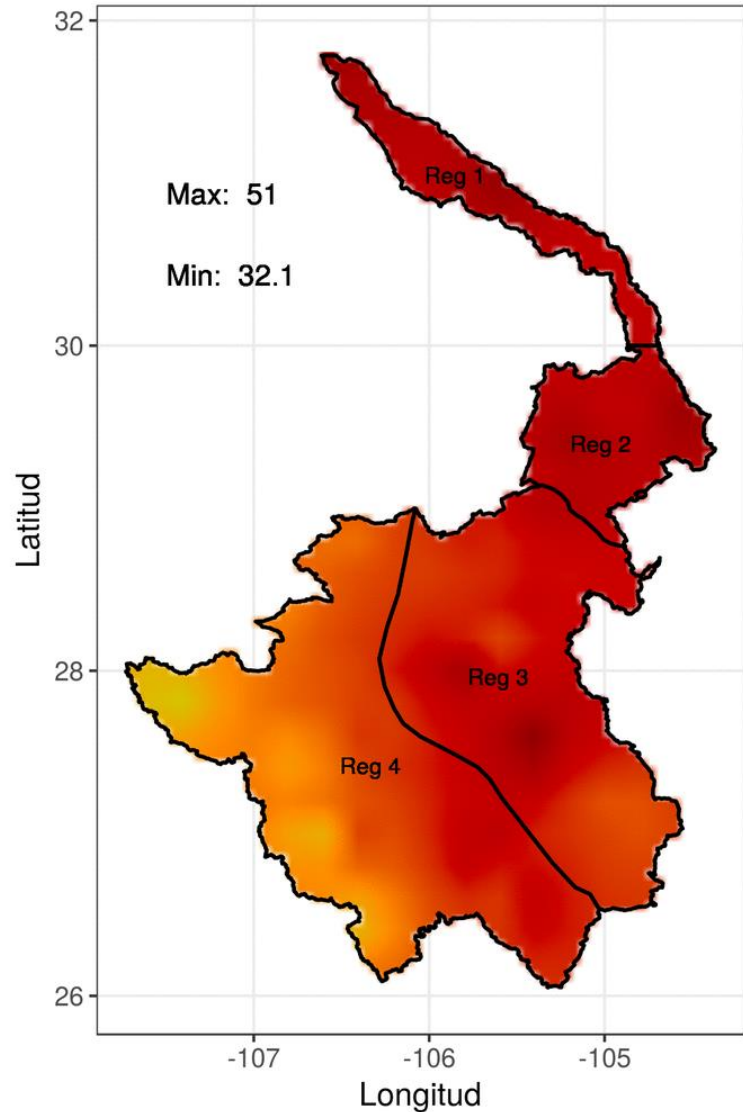 32
Reg 1
Max:  51
Min:  32.1
30
Reg 2
Latitud
28
Reg 3
Reg 4
26
-107
-106
-105
Longitud